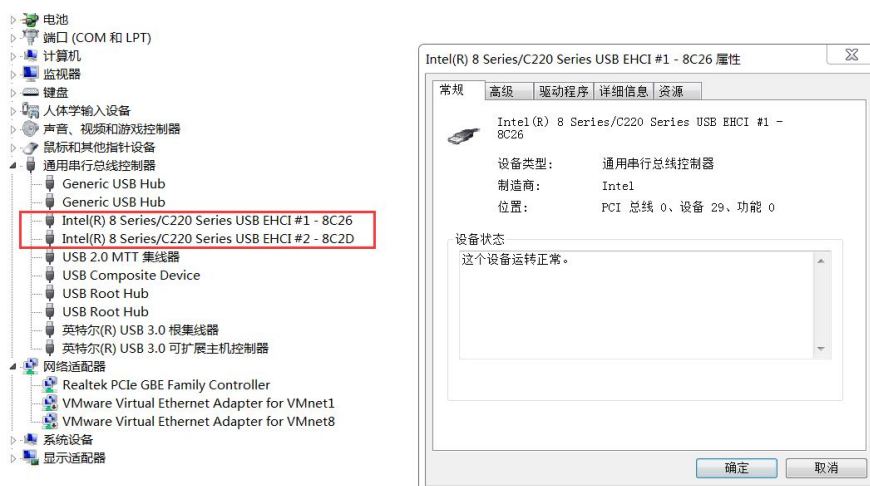 电池
端口 (COM 和 LPT)
计算机
监视器
键盘
人体学输入设备
声音、视频和游戏控制器
鼠标和其他指针设备
通用串行总线控制器
Generic USB Hub
Generic USB Hub
Intel(R) 8 Series/C220 Series USB EHCI #1 - 8C26
Intel(R) 8 Series/C220 Series USB EHCI #2 - 8C2D
USB 2.0 MTT 集线器
USB Composite Device
USB Root Hub
USB Root Hub
英特尔(R) USB 3.0 根集线器
英特尔(R) USB 3.0 可扩展主机控制器
网络适配器
Realtek PCIe GBE Family Controller
VMware Virtual Ethernet Adapter for VMnet1
VMware Virtual Ethernet Adapter for VMnet8
系统设备
显示适配器
Intel(R) 8 Series/C220 Series USB EHCI #1 - 8C26 属性
常规 高级 驱动程序 详细信息 资源
Intel(R) 8 Series/C220 Series USB EHCI #1 -
8C26
设备类型: 通用串行总线控制器
制造商: Intel
位置: PCI 总线 0、设备 29、功能 0
设备状态
这个设备运转正常。
确定 取消